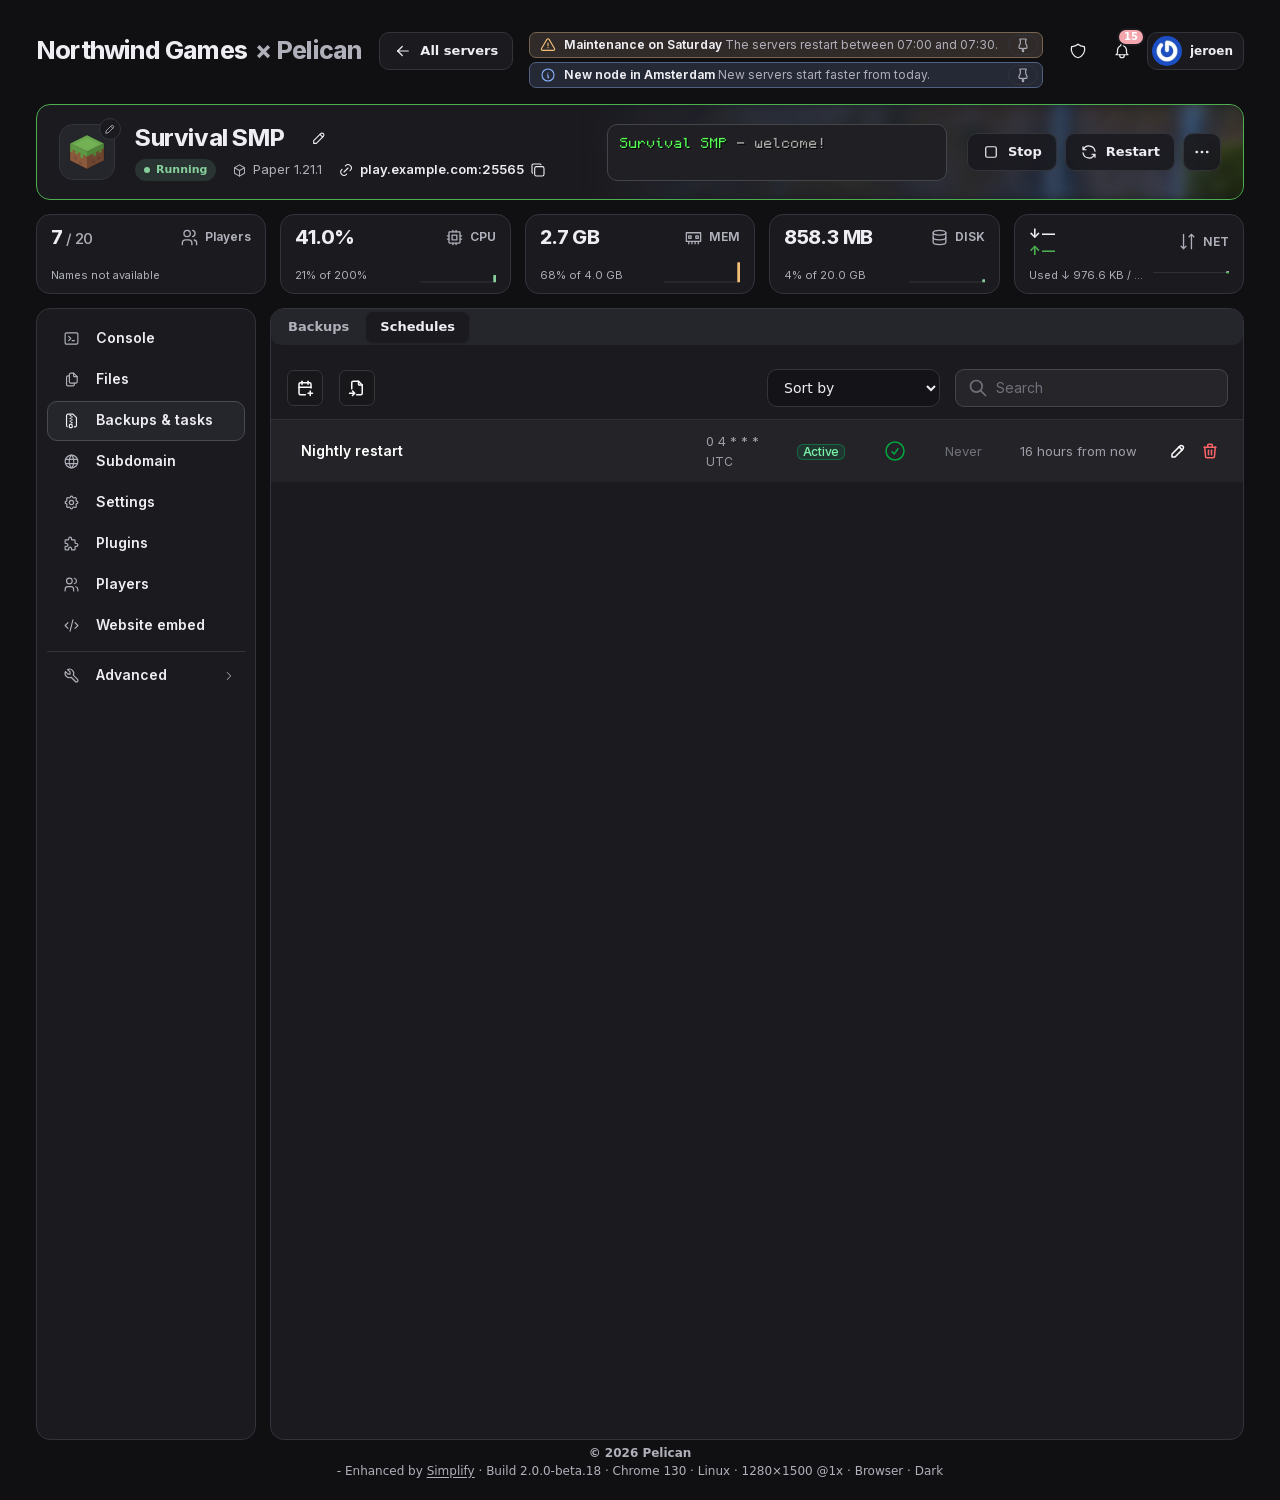 Northwind Games × Pelican
All servers
Maintenance on Saturday The servers restart between 07:00 and 07:30.
New node in Amsterdam New servers start faster from today.
15
jeroen
Survival SMP
Running
Paper 1.21.1
play.example.com:25565
Survival SMP - welcome!
Stop
Restart
7 / 20
Players
Names not available
41.0%
CPU
21% of 200%
2.7 GB
MEM
68% of 4.0 GB
858.3 MB
DISK
4% of 20.0 GB
↓—
↑—
NET
Used ↓ 976.6 KB / ...
Console
Files
Backups & tasks
Subdomain
Settings
Plugins
Players
Website embed
Advanced
Backups
Schedules
Sort by
Search
Nightly restart
0 4 * * *
UTC
Active
Never
16 hours from now
© 2026 Pelican
- Enhanced by Simplify · Build 2.0.0-beta.18 · Chrome 130 · Linux · 1280×1500 @1x · Browser · Dark